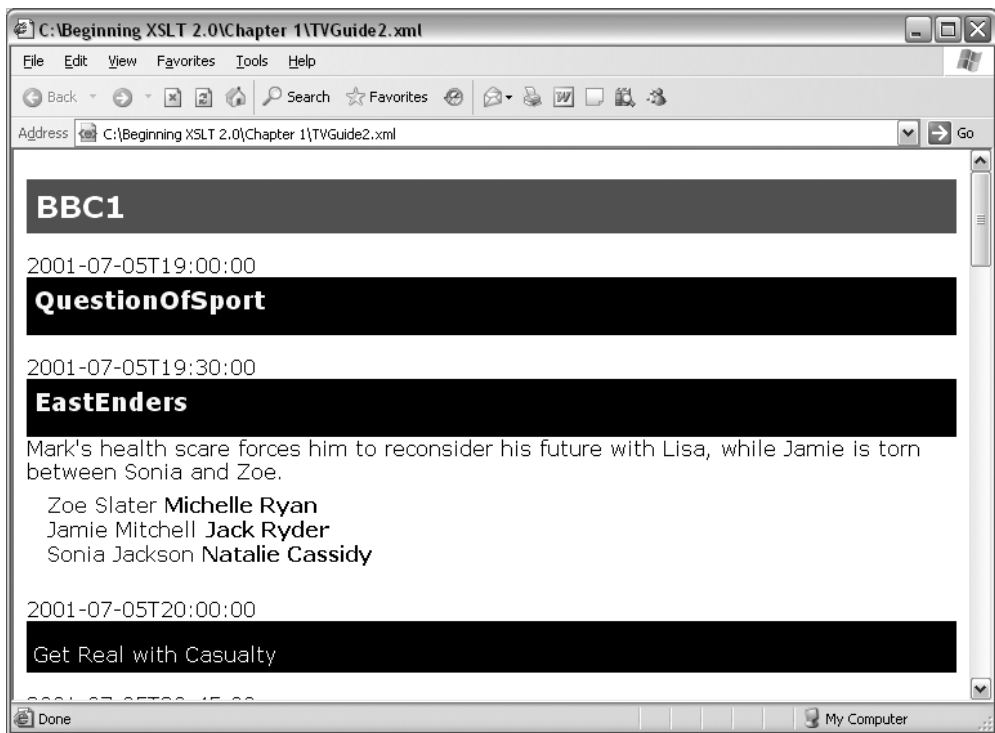 C:\Beginning XSLT 2.0\Chapter 1\TVGuide2.xml
File Edit View Favorites Tools Help
Back Search Favorites
Address C:\Beginning XSLT 2.0\Chapter 1\TVGuide2.xml Go
BBC1
2001-07-05T19:00:00
QuestionOfSport
2001-07-05T19:30:00
EastEnders
Mark's health scare forces him to reconsider his future with Lisa, while Jamie is torn
between Sonia and Zoe.
Zoe Slater Michelle Ryan
Jamie Mitchell Jack Ryder
Sonia Jackson Natalie Cassidy
2001-07-05T20:00:00
Get Real with Casualty
Done My Computer